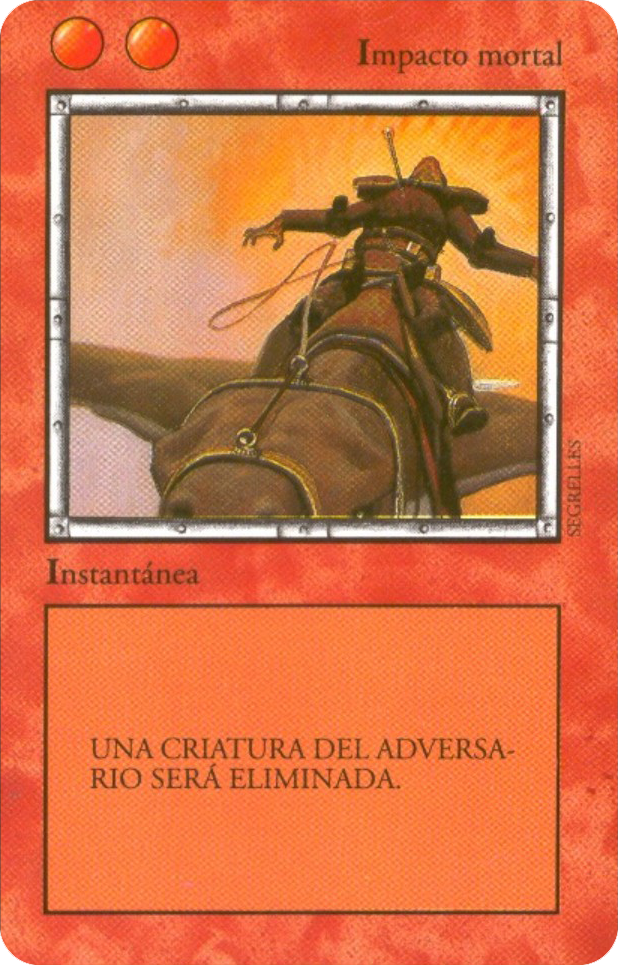 Impacto mortal
SEGRELLES
Instantánea
UNA CRIATURA DEL ADVERSA-
RIO SERÁ ELIMINADA.